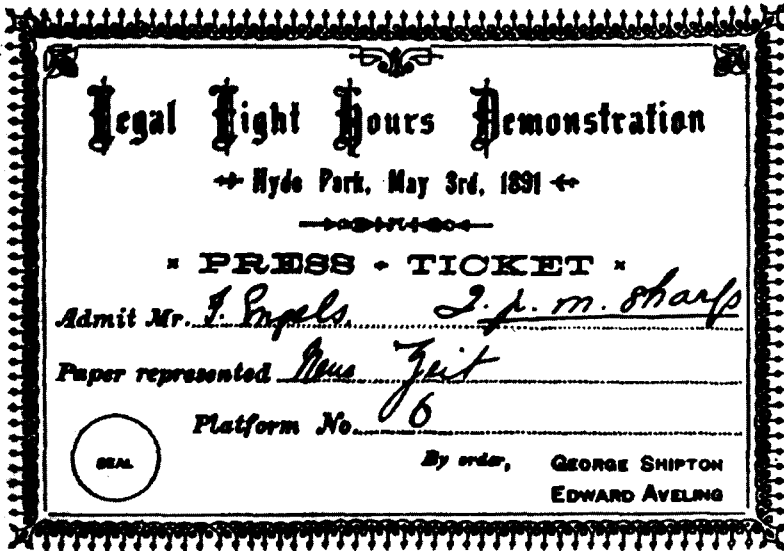 Legal Eight Hours Demonstration
Hyde Park, May 3rd, 1891
PRESS - TICKET
Admit Mr. F. Engels. 2. p. m. sharp
Paper represented Neue Zeit
Platform No. 6
SEAL
By order, GEORGE SHIPTON
EDWARD AVELING